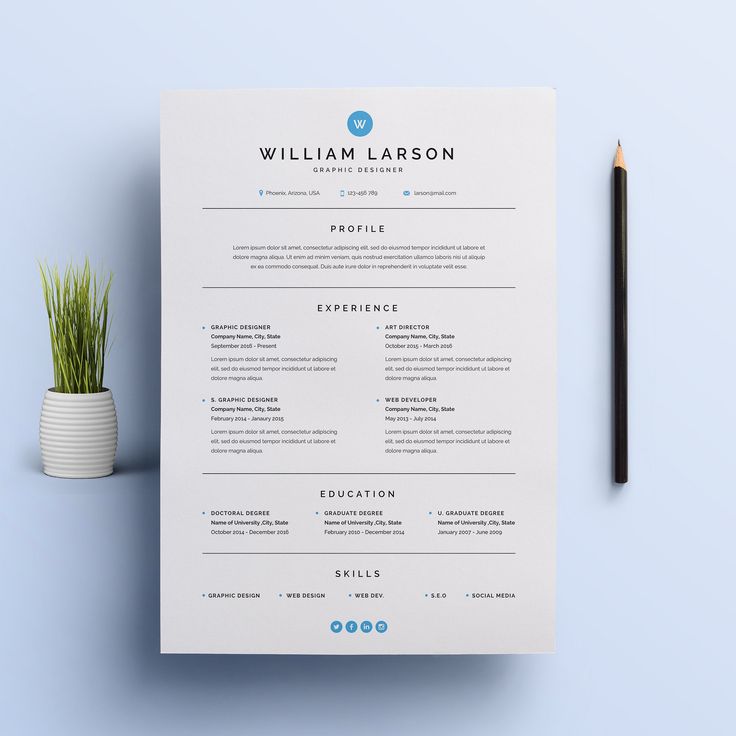 W
WILLIAM LARSON
GRAPHIC DESIGNER
Phoenix, Arizona, USA 123-456 789 larson@mail.com
PROFILE
Lorem ipsum dolor sit amet, consectetur adipiscing elit, sed do eiusmod tempor incididunt ut labore et
dolore magna aliqua. Ut enim ad minim veniam, quis nostrud exercitation ullamco laboris nisi ut aliquip
ex ea commodo consequat. Duis aute irure dolor in reprehenderit in voluptate velit esse.
EXPERIENCE
GRAPHIC DESIGNER
Company Name, City, State
September 2016 - Present
Lorem ipsum dolor sit amet, consectetur adipiscing
elit, sed do eiusmod tempor incididunt ut labore et
dolore magna aliqua.
ART DIRECTOR
Company Name, City, State
October 2015 - March 2016
Lorem ipsum dolor sit amet, consectetur adipiscing
elit, sed do eiusmod tempor incididunt ut labore et
dolore magna aliqua.
S. GRAPHIC DESIGNER
Company Name, City, State
February 2014 - Janaury 2015
Lorem ipsum dolor sit amet, consectetur adipiscing
elit, sed do eiusmod tempor incididunt ut labore et
dolore magna aliqua.
WEB DEVELOPER
Company Name, City, State
May 2013 - July 2014
Lorem ipsum dolor sit amet, consectetur adipiscing
elit, sed do eiusmod tempor incididunt ut labore et
dolore magna aliqua.
EDUCATION
DOCTORAL DEGREE
Name of University ,City, State
October 2014 - December 2016
GRADUATE DEGREE
Name of University ,City, State
February 2010 - December 2014
U. GRADUATE DEGREE
Name of University ,City, State
January 2007 - June 2009
SKILLS
GRAPHIC DESIGN WEB DESIGN WEB DEV. S.E.O SOCIAL MEDIA